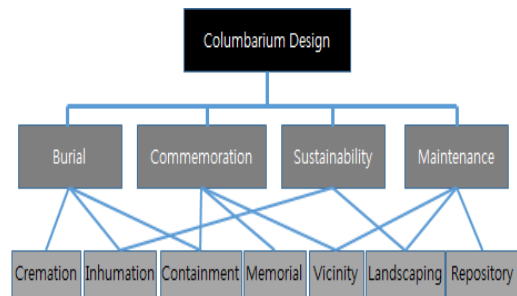 Columbarium Design
Burial Commemoration Sustainability Maintenance
Cremation Inhumation Containment Memorial Vicinity Landscaping Repository